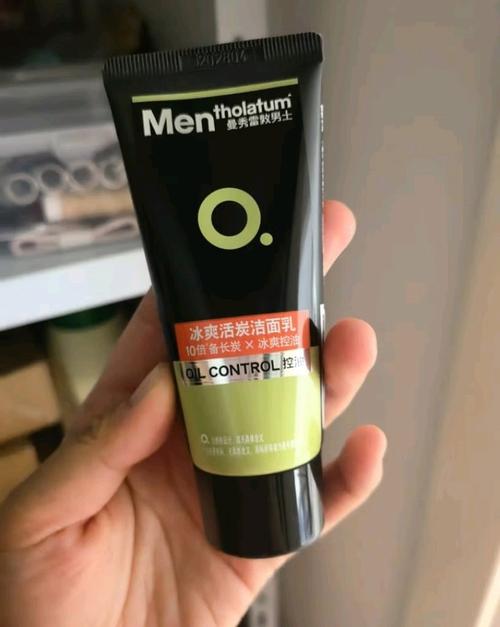 Mentholatum
曼秀雷敦男士
O.
冰爽活炭洁面乳
10倍备长炭 × 冰爽控油
OIL CONTROL 控油